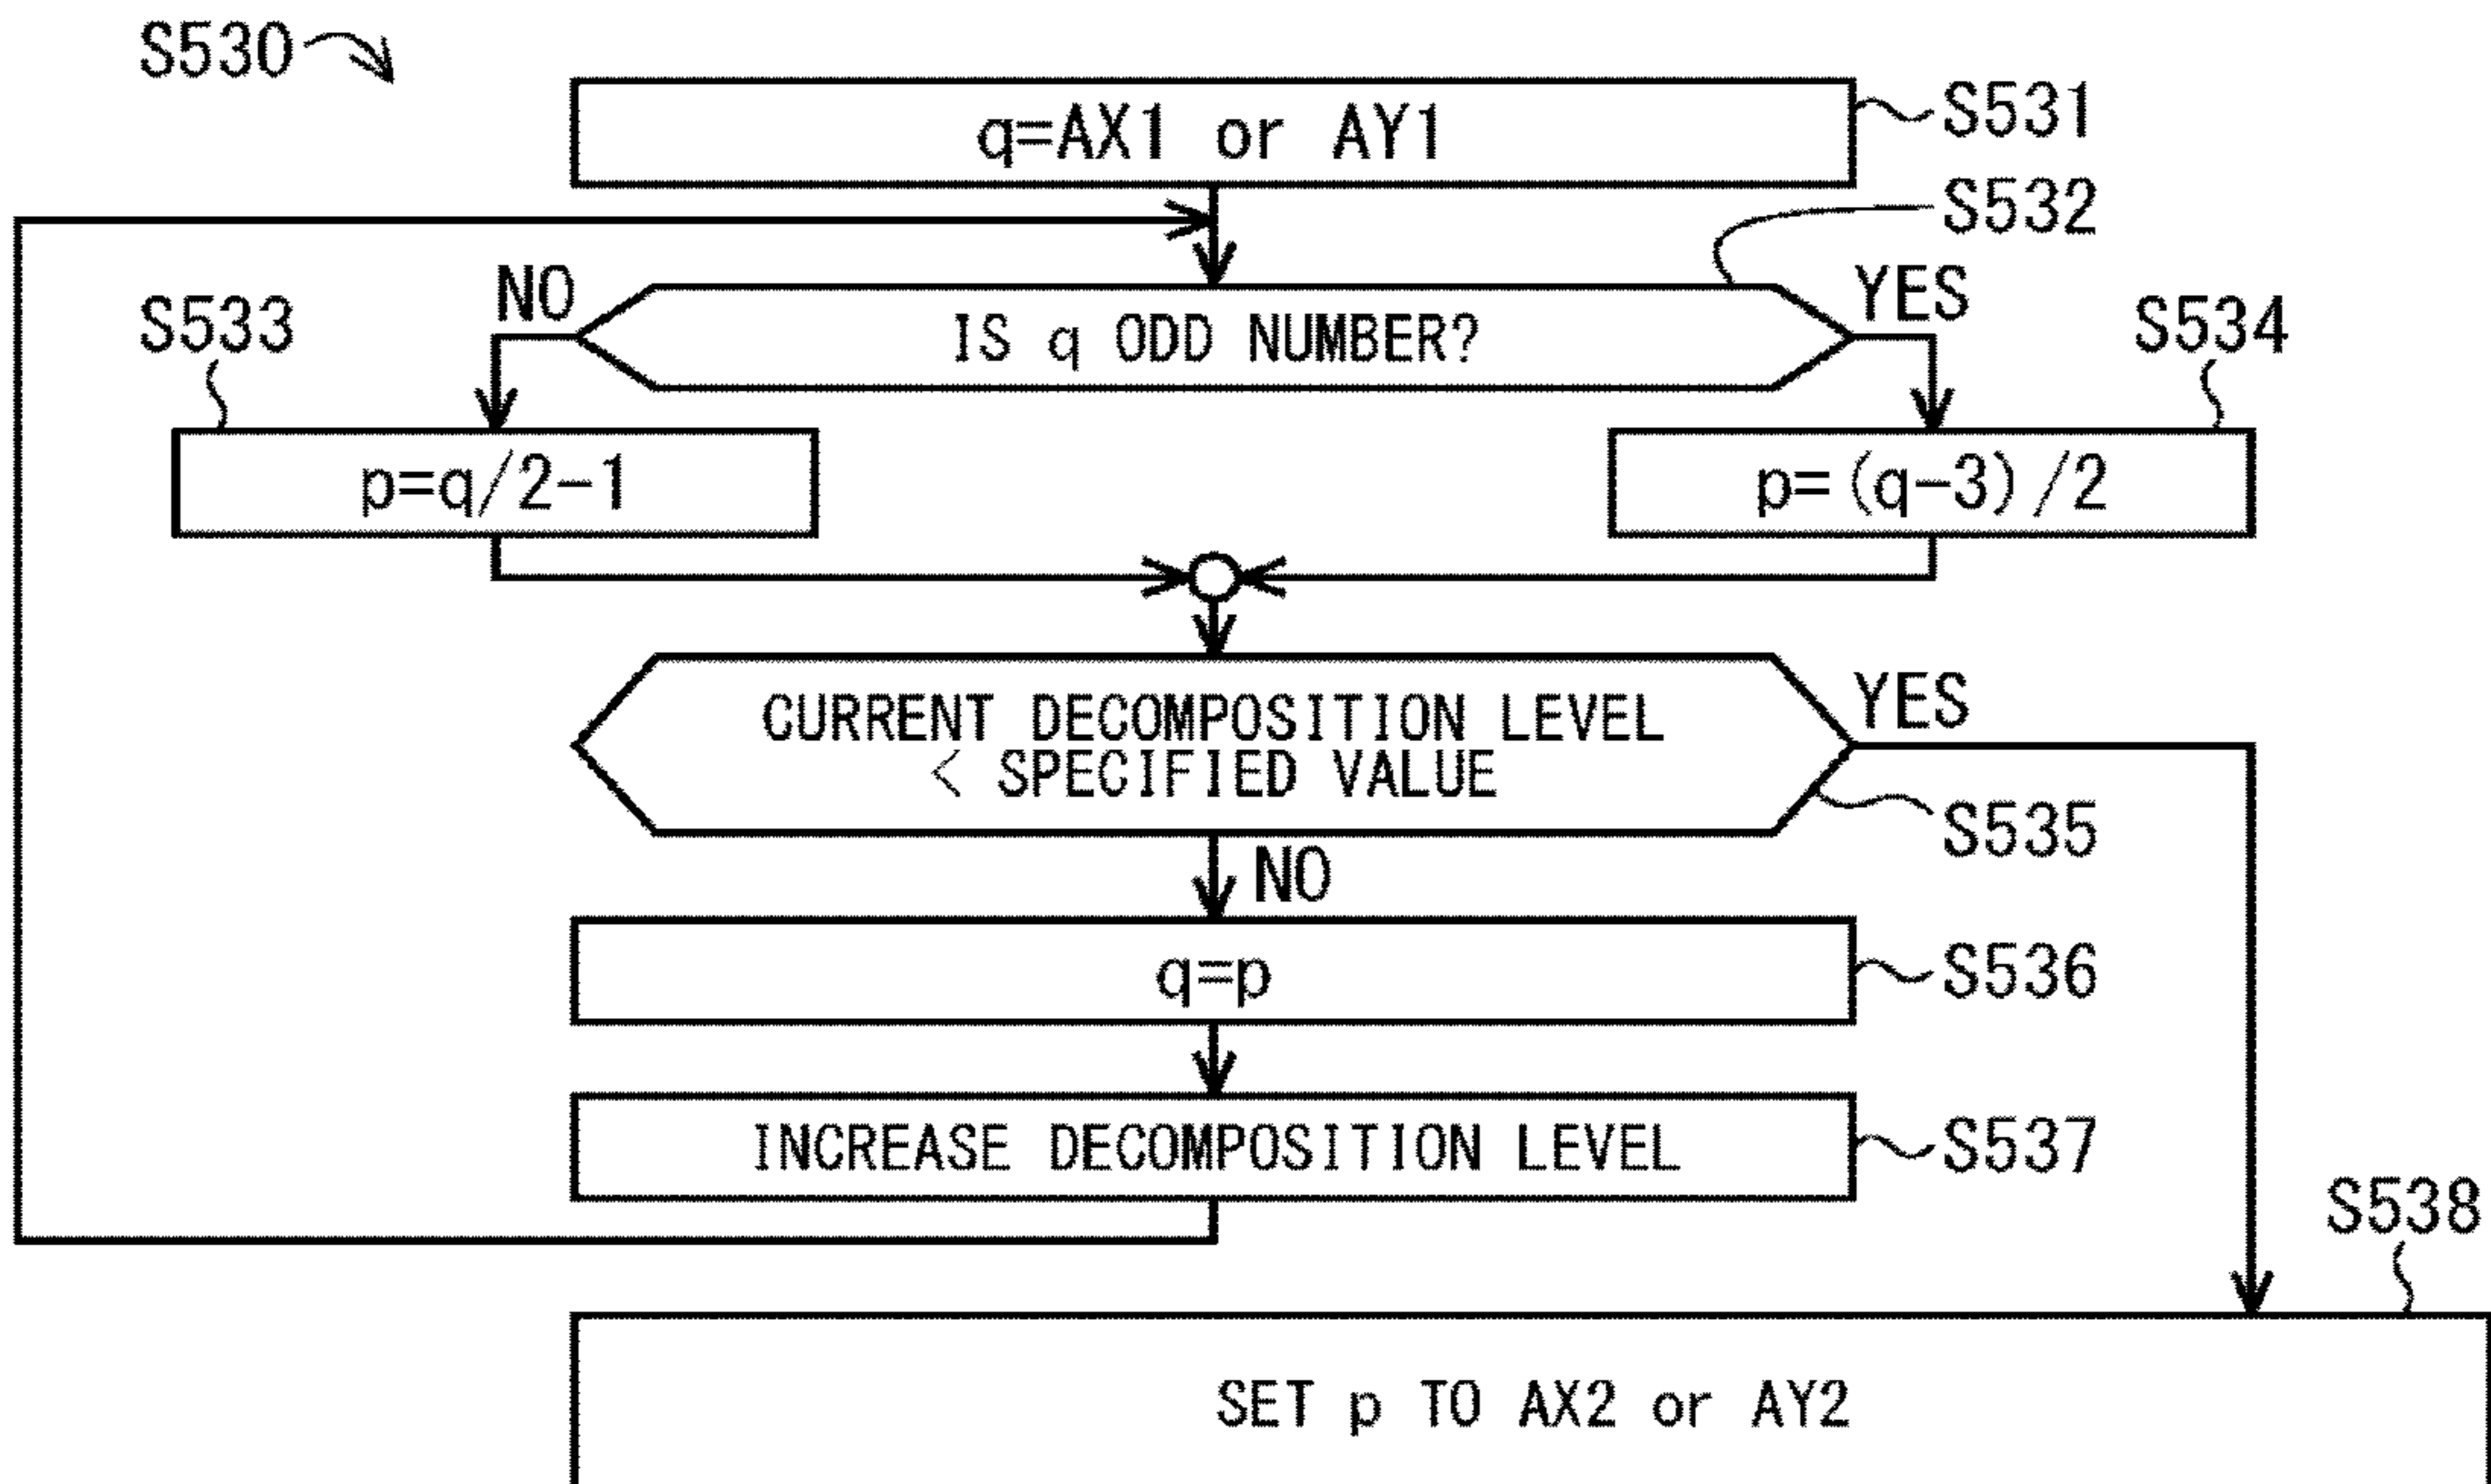 S530
q=AX1 or AY1
S531
S532
NO
IS q ODD NUMBER?
YES
S533
S534
p=q/2-1
p=(q-3)/2
CURRENT DECOMPOSITION LEVEL
< SPECIFIED VALUE
YES
S535
NO
q=p
S536
INCREASE DECOMPOSITION LEVEL
S537
S538
SET p TO AX2 or AY2